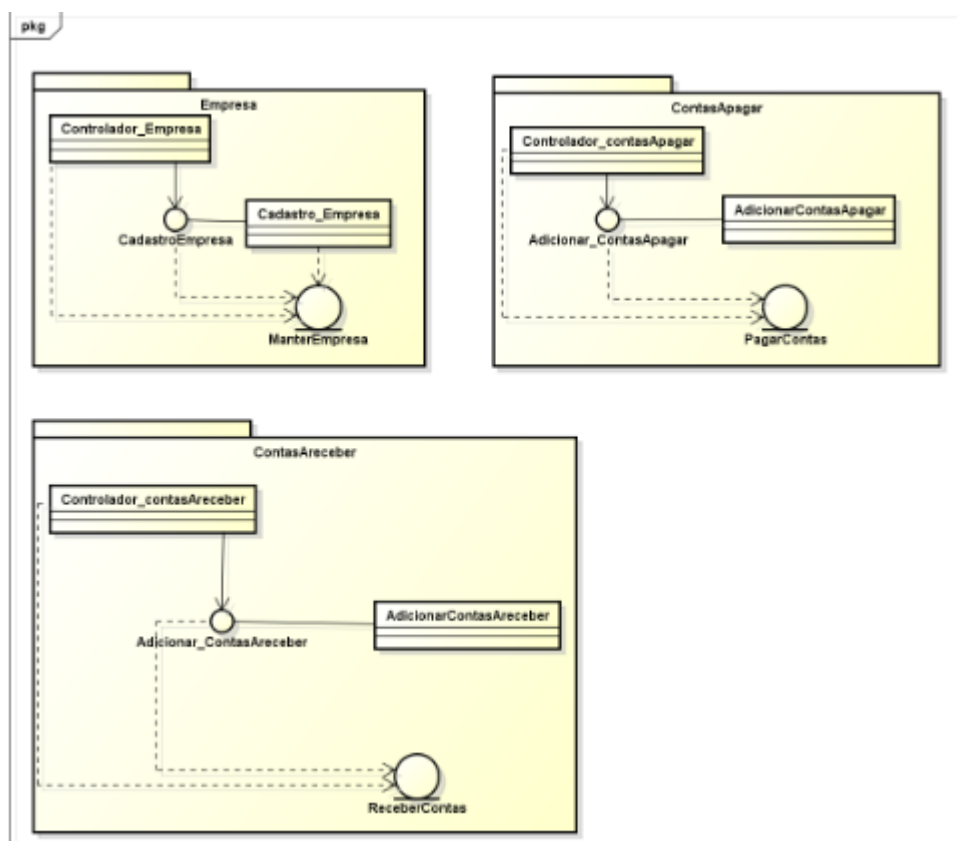 pkg
Empresa
Controlador_Empresa
Cadastro_Empresa
CadastroEmpresa
ManterEmpresa
ContasApagar
Controlador_contasApagar
AdicionarContasApagar
Adicionar_ContasApagar
PagarContas
ContasAreceber
Controlador_contasAreceber
AdicionarContasAreceber
Adicionar_ContasAreceber
ReceberContas